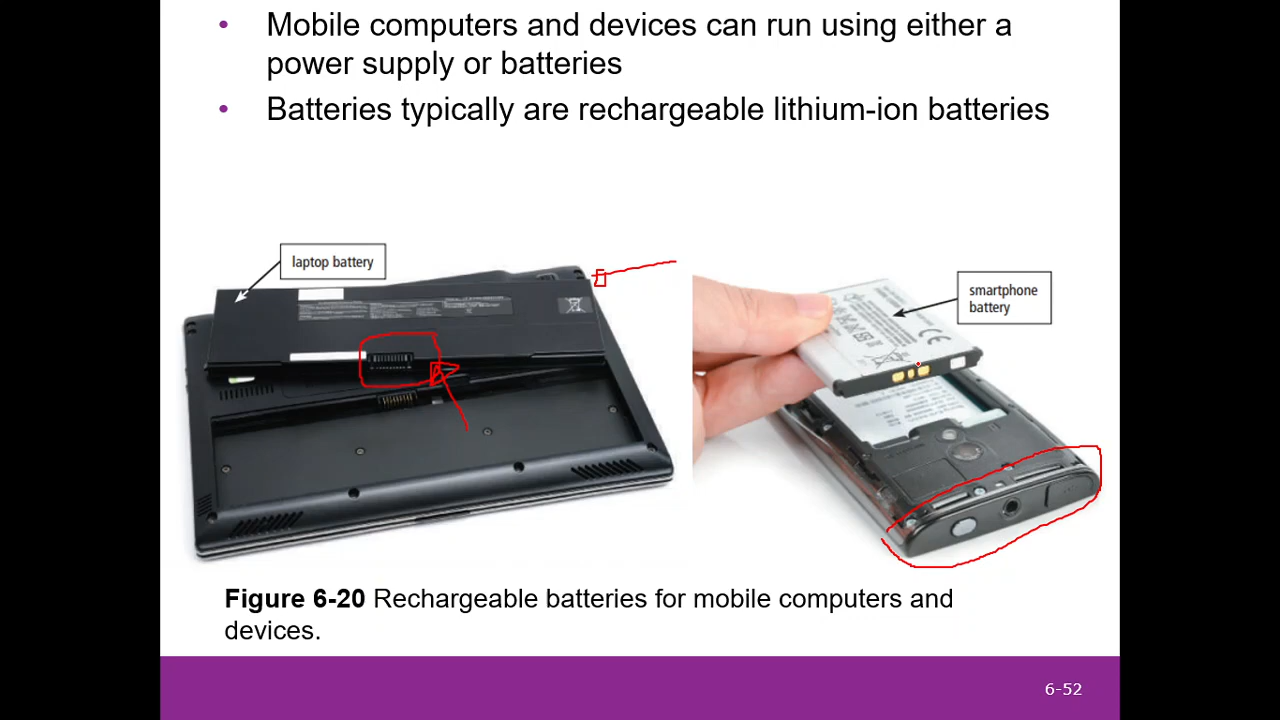 • Mobile computers and devices can run using either a
power supply or batteries
• Batteries typically are rechargeable lithium-ion batteries
laptop battery
smartphone
battery
CE
Figure 6-20 Rechargeable batteries for mobile computers and
devices.
6-52